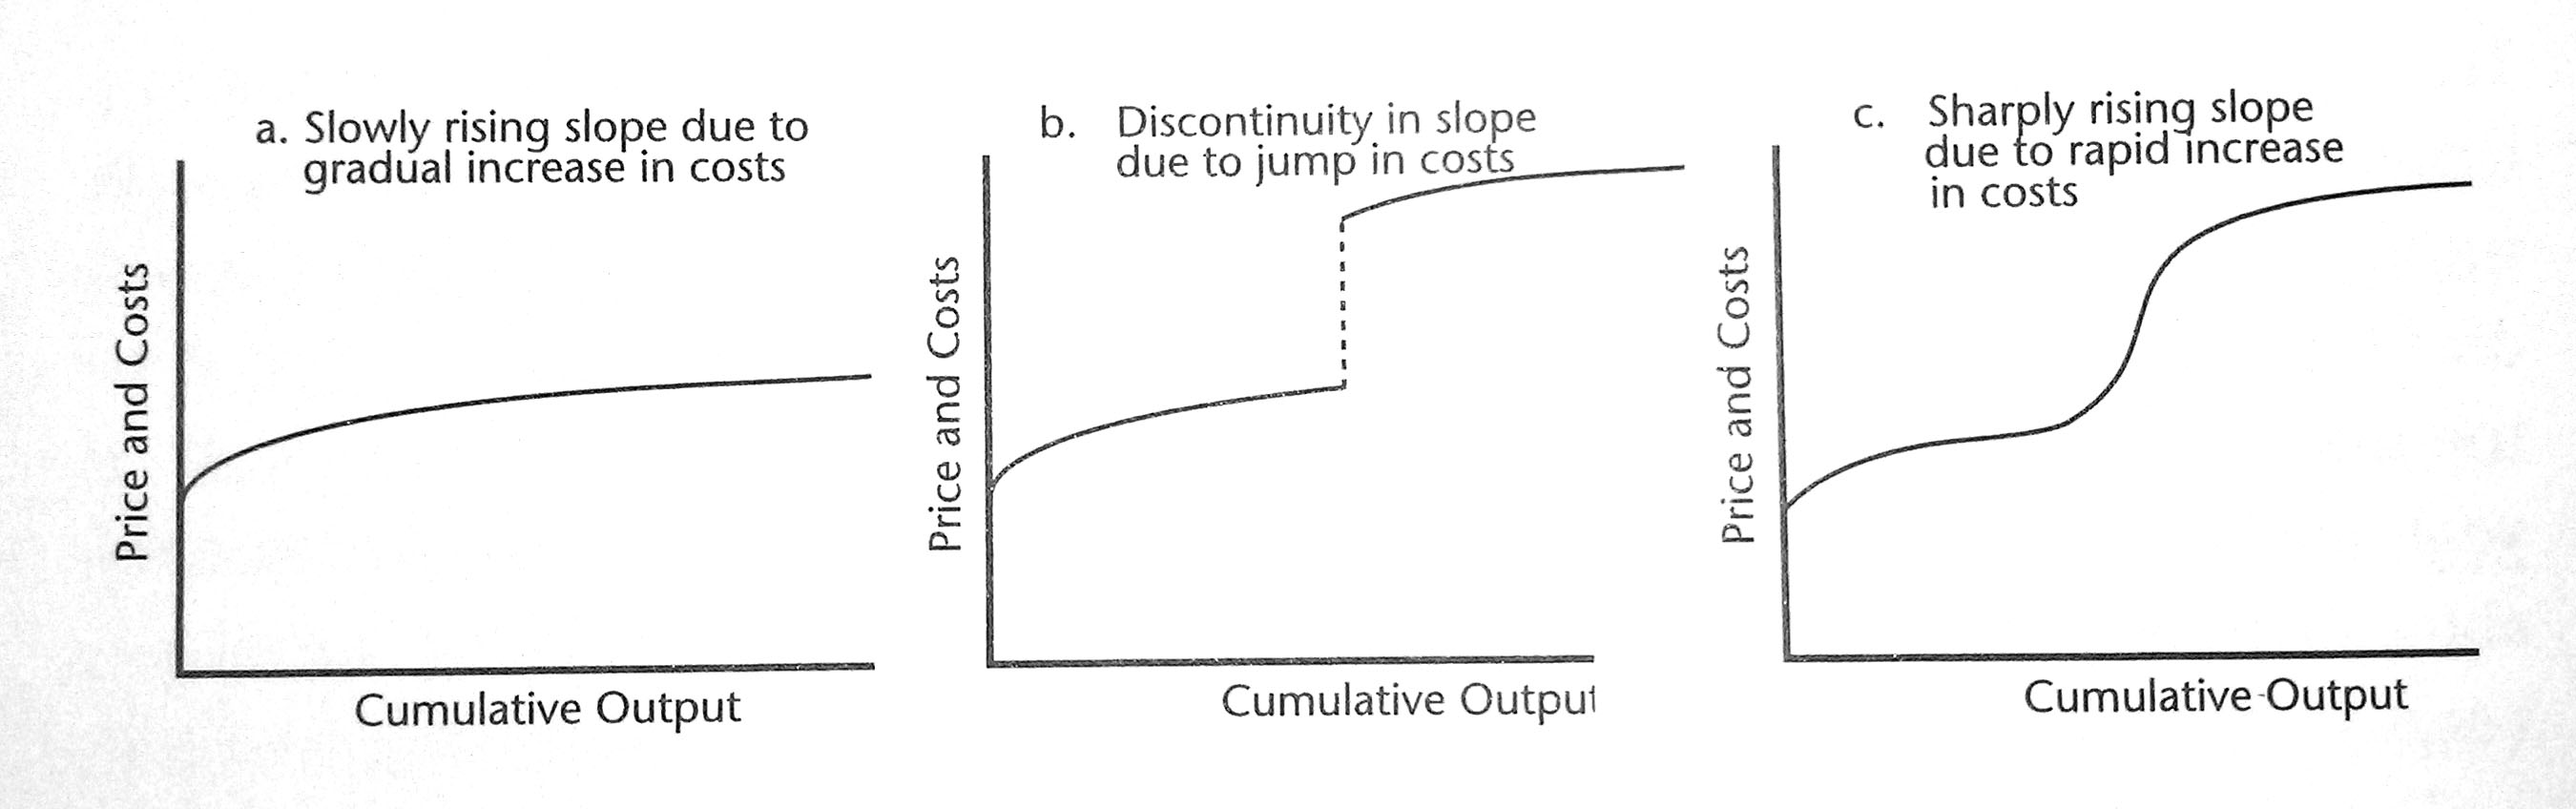 a. Slowly rising slope due to
gradual increase in costs
Price and Costs
Cumulative Output
b. Discontinuity in slope
due to jump in costs
Price and Costs
Cumulative Output
c. Sharply rising slope
due to rapid increase
in costs
Price and Costs
Cumulative Output